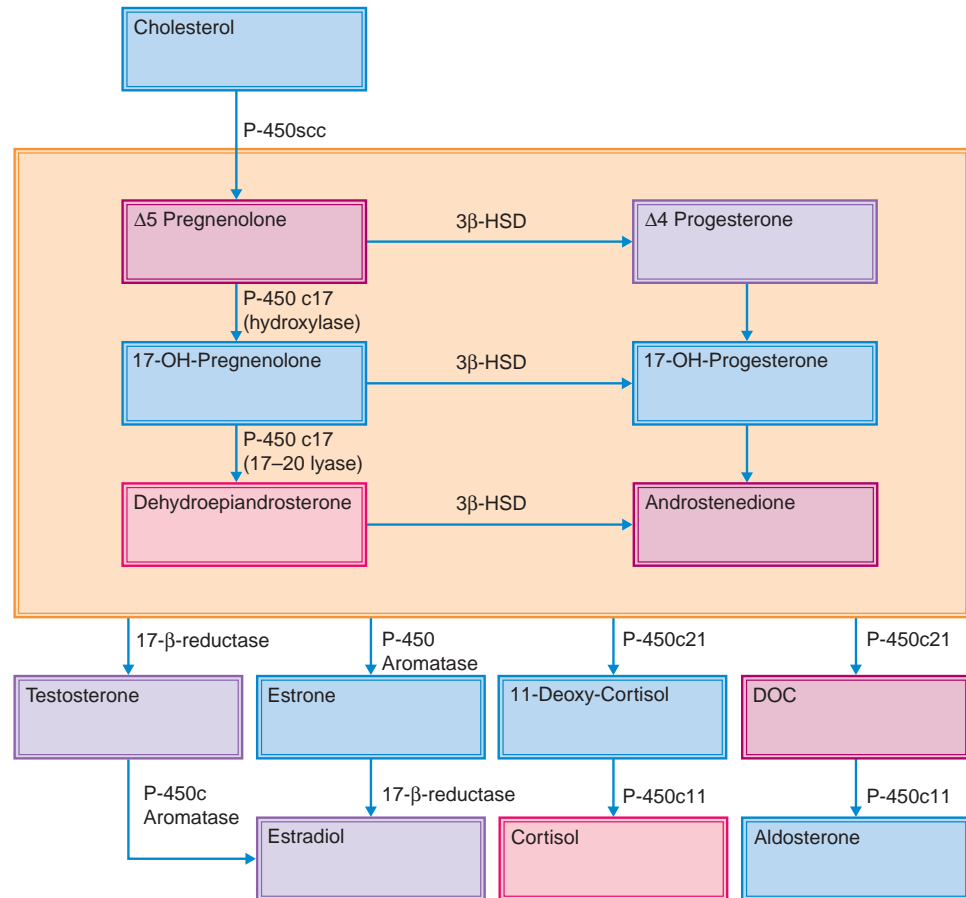 Cholesterol
P-450scc
Δ5 Pregnenolone
3β-HSD
Δ4 Progesterone
P-450 c17
(hydroxylase)
17-OH-Pregnenolone
3β-HSD
17-OH-Progesterone
P-450 c17
(17–20 lyase)
Dehydroepiandrosterone
3β-HSD
Androstenedione
17-β-reductase
P-450
Aromatase
P-450c21
P-450c21
Testosterone
Estrone
11-Deoxy-Cortisol
DOC
P-450c
Aromatase
17-β-reductase
P-450c11
P-450c11
Estradiol
Cortisol
Aldosterone